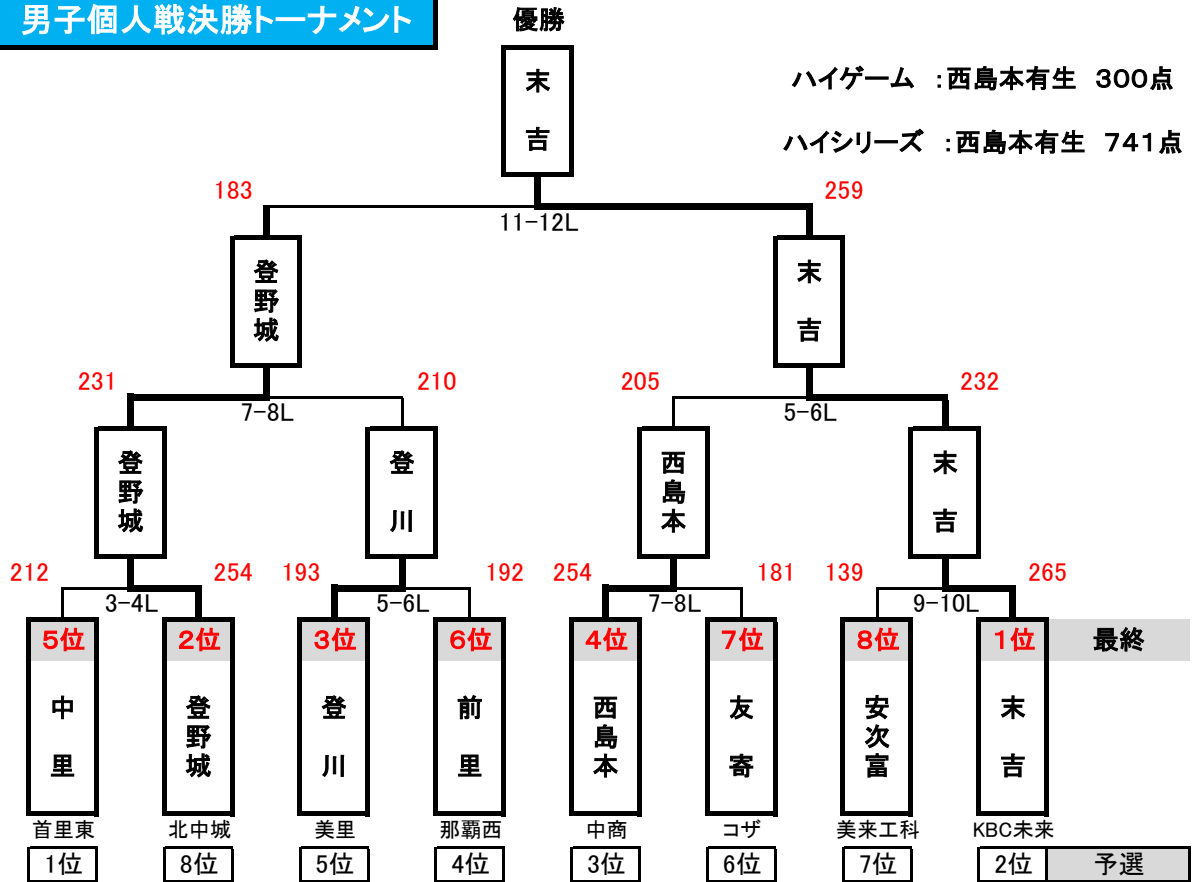 男子個人戦決勝トーナメント
優勝
末吉
ハイゲーム ：西島本有生 300点
ハイシリーズ ：西島本有生 741点
183 259
11-12L
登野城 末吉
231 210 205 232
7-8L 5-6L
登野城 登川 西島本 末吉
212 254 193 192 254 181 139 265
3-4L 5-6L 7-8L 9-10L
5位 2位 3位 6位 4位 7位 8位 1位 最終
中里 登野城 登川 前里 西島本 友寄 安次富 末吉
首里東 北中城 美里 那覇西 中商 コザ 美来工科 KBC未来
1位 8位 5位 4位 3位 6位 7位 2位 予選